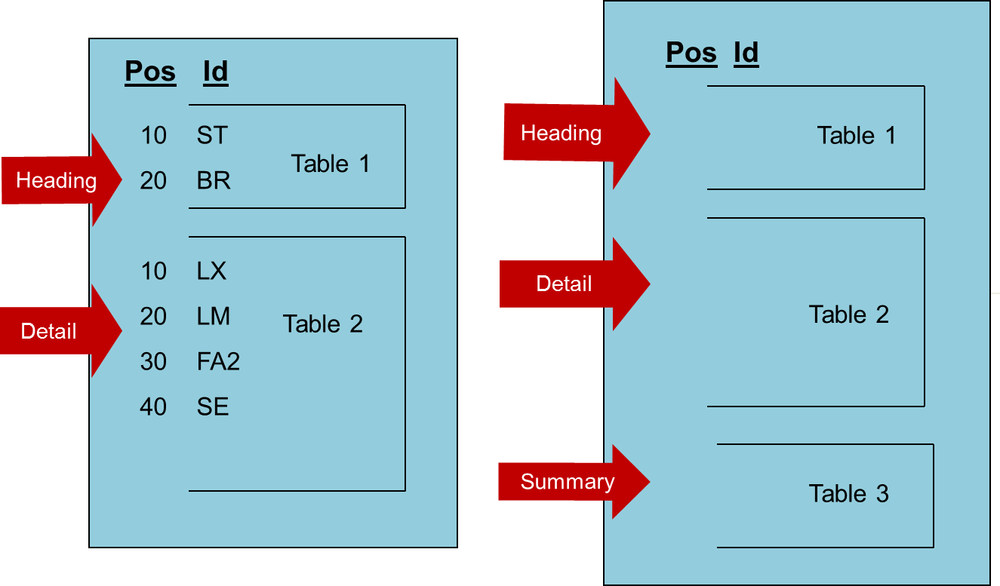 Pos Id
10 ST
Table 1
20 BR
Heading
10 LX
20 LM
Table 2
Detail
30 FA2
40 SE
Pos Id
Heading
Table 1
Detail
Table 2
Summary
Table 3